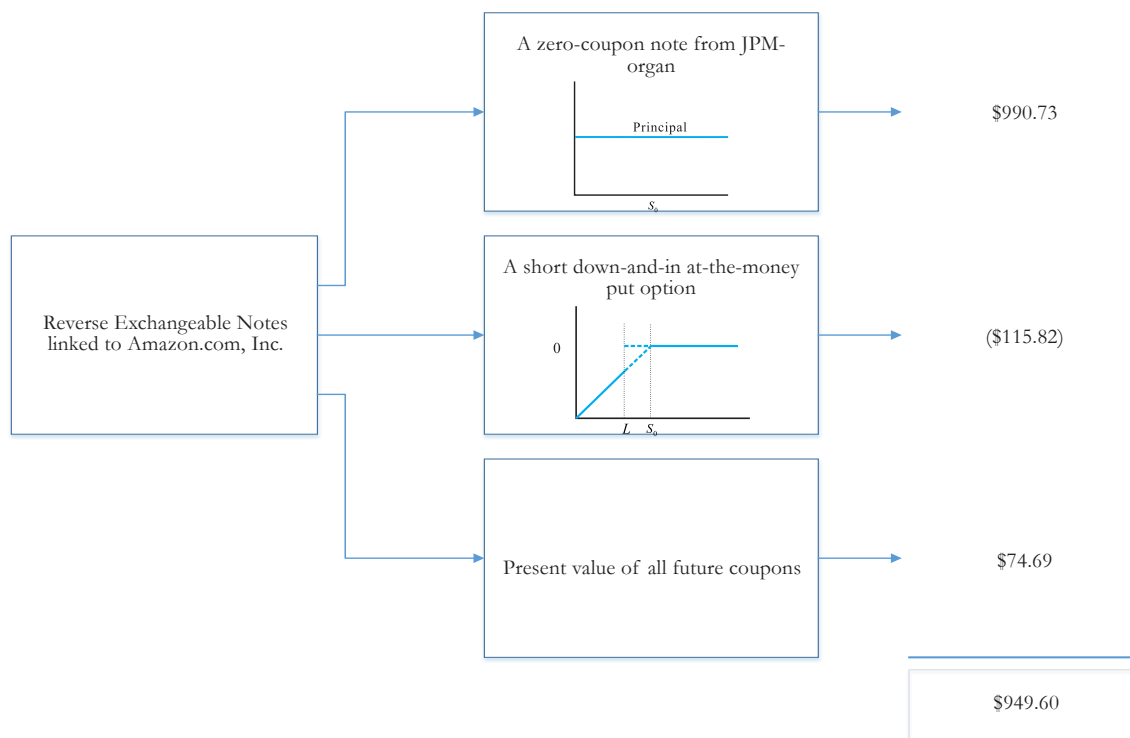 A zero-coupon note from JPM-
organ
Principal
S₀
$990.73
Reverse Exchangeable Notes
linked to Amazon.com, Inc.
A short down-and-in at-the-money
put option
0
L S₀
($115.82)
Present value of all future coupons
$74.69
$949.60